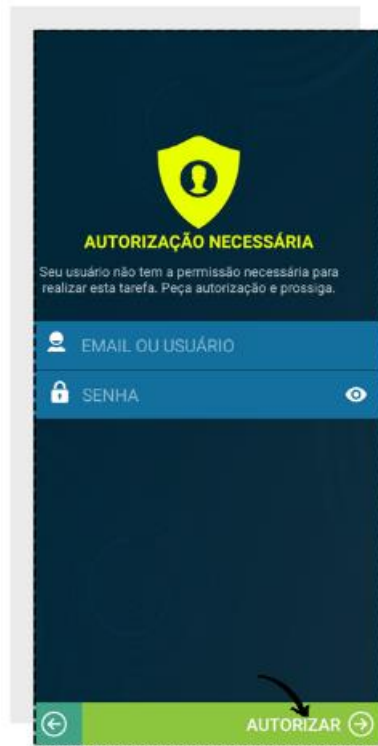 AUTORIZAÇÃO NECESSÁRIA
Seu usuário não tem a permissão necessária para
realizar esta tarefa. Peça autorização e prossiga.
EMAIL OU USUÁRIO
SENHA
AUTORIZAR